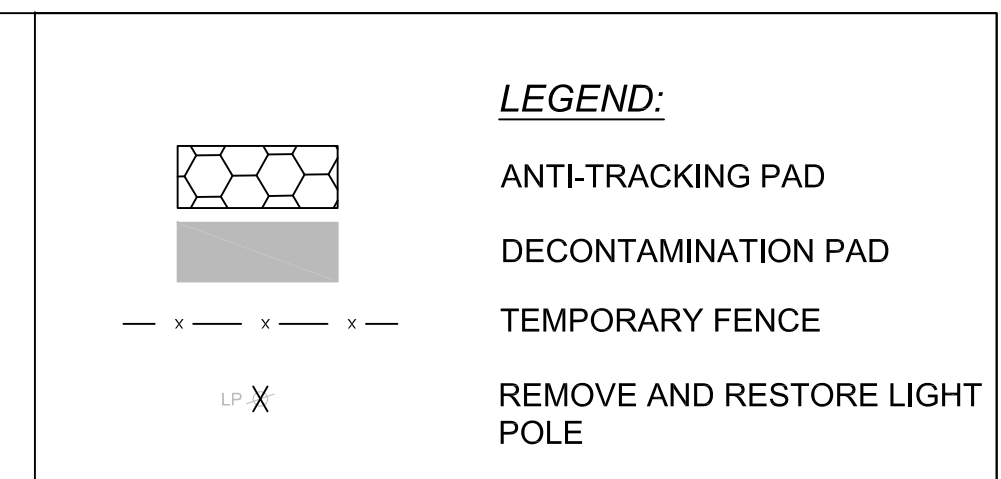 LEGEND:
ANTI-TRACKING PAD
DECONTAMINATION PAD
x x x TEMPORARY FENCE
LP X REMOVE AND RESTORE LIGHT
POLE